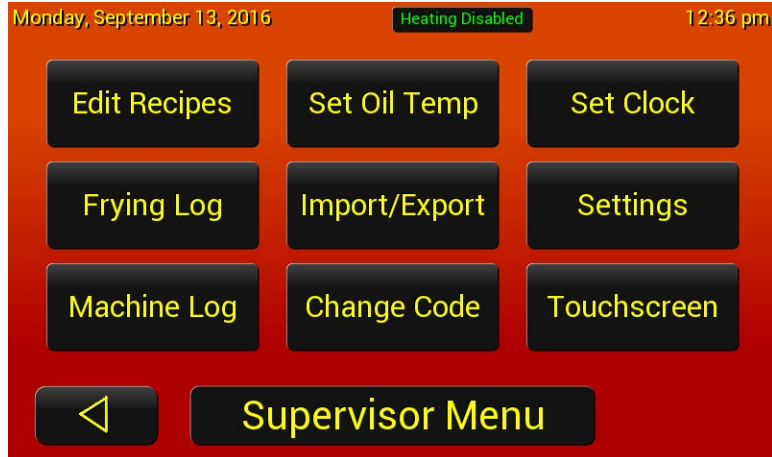 Monday, September 13, 2016 Heating Disabled 12:36 pm
Edit Recipes Set Oil Temp Set Clock
Frying Log Import/Export Settings
Machine Log Change Code Touchscreen
Supervisor Menu